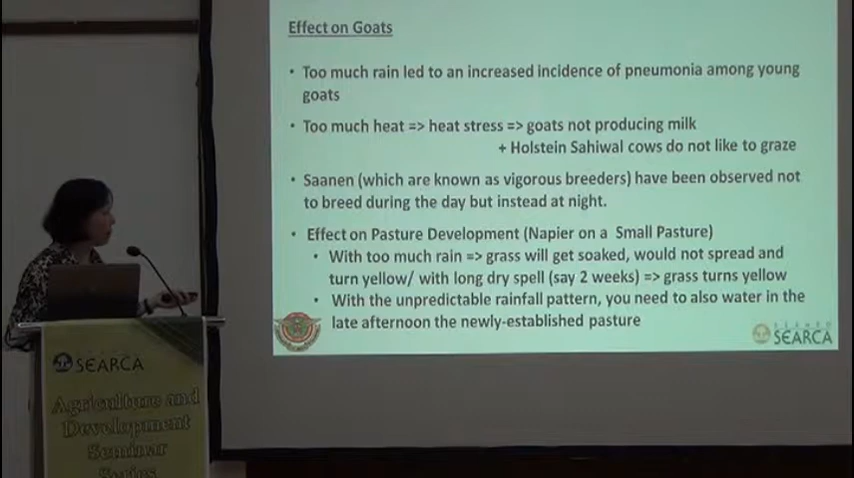 Effect on Goats
• Too much rain led to an increased incidence of pneumonia among young
goats
• Too much heat => heat stress => goats not producing milk
+ Holstein Sahiwal cows do not like to graze
• Saanen (which are known as vigorous breeders) have been observed not
to breed during the day but instead at night.
• Effect on Pasture Development (Napier on a Small Pasture)
• With too much rain => grass will get soaked, would not spread and
turn yellow/ with long dry spell (say 2 weeks) => grass turns yellow
• With the unpredictable rainfall pattern, you need to also water in the
late afternoon the newly-established pasture
SEARCA
SEARCA
Agriculture and
Development
Seminar
Series